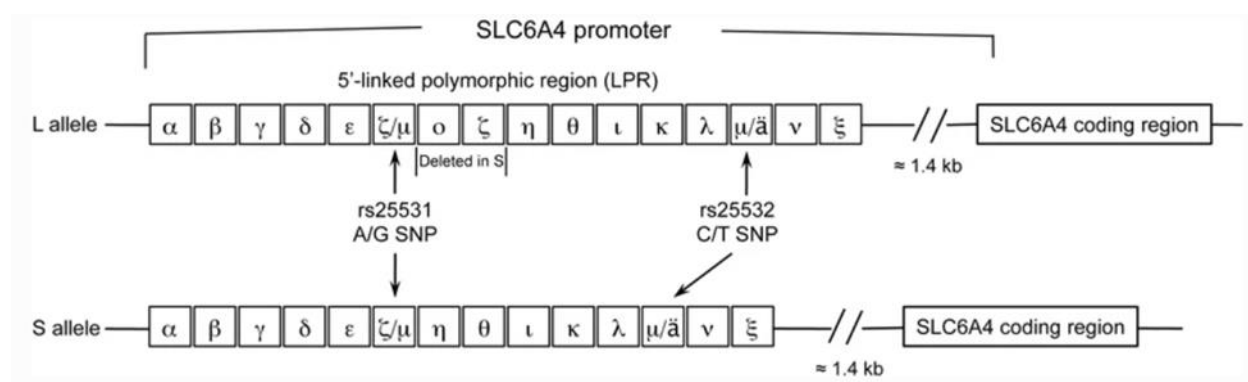 SLC6A4 promoter
5'-linked polymorphic region (LPR)
L allele α β γ δ ε ζ/μ ο ζ η θ ι κ λ μ/ä ν ξ SLC6A4 coding region
Deleted in S
≈ 1.4 kb
rs25531
A/G SNP
rs25532
C/T SNP
S allele α β γ δ ε ζ/μ η θ ι κ λ μ/ä ν ξ SLC6A4 coding region
≈ 1.4 kb